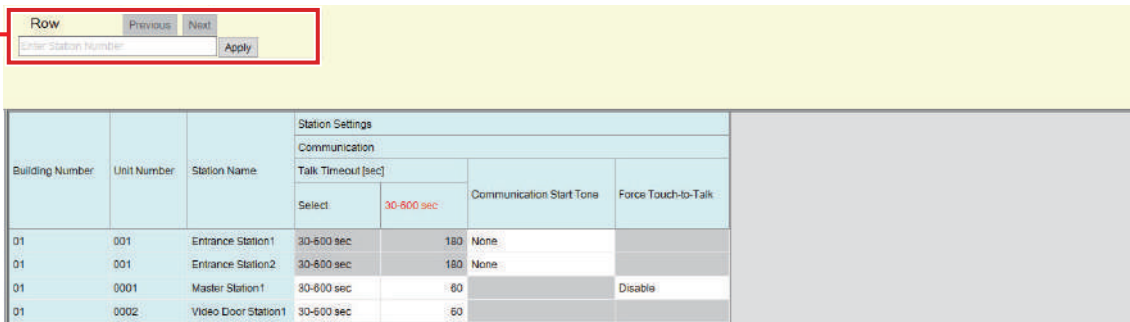 Row Previous Next
Enter Station Number Apply
Station Settings
Communication
Building Number Unit Number Station Name Talk Timeout [sec] Communication Start Tone Force Touch-to-Talk
Select 30-600 sec
01 001 Entrance Station1 30-600 sec 180 None
01 001 Entrance Station2 30-600 sec 180 None
01 0001 Master Station1 30-600 sec 60 Disable
01 0002 Video Door Station1 30-600 sec 60